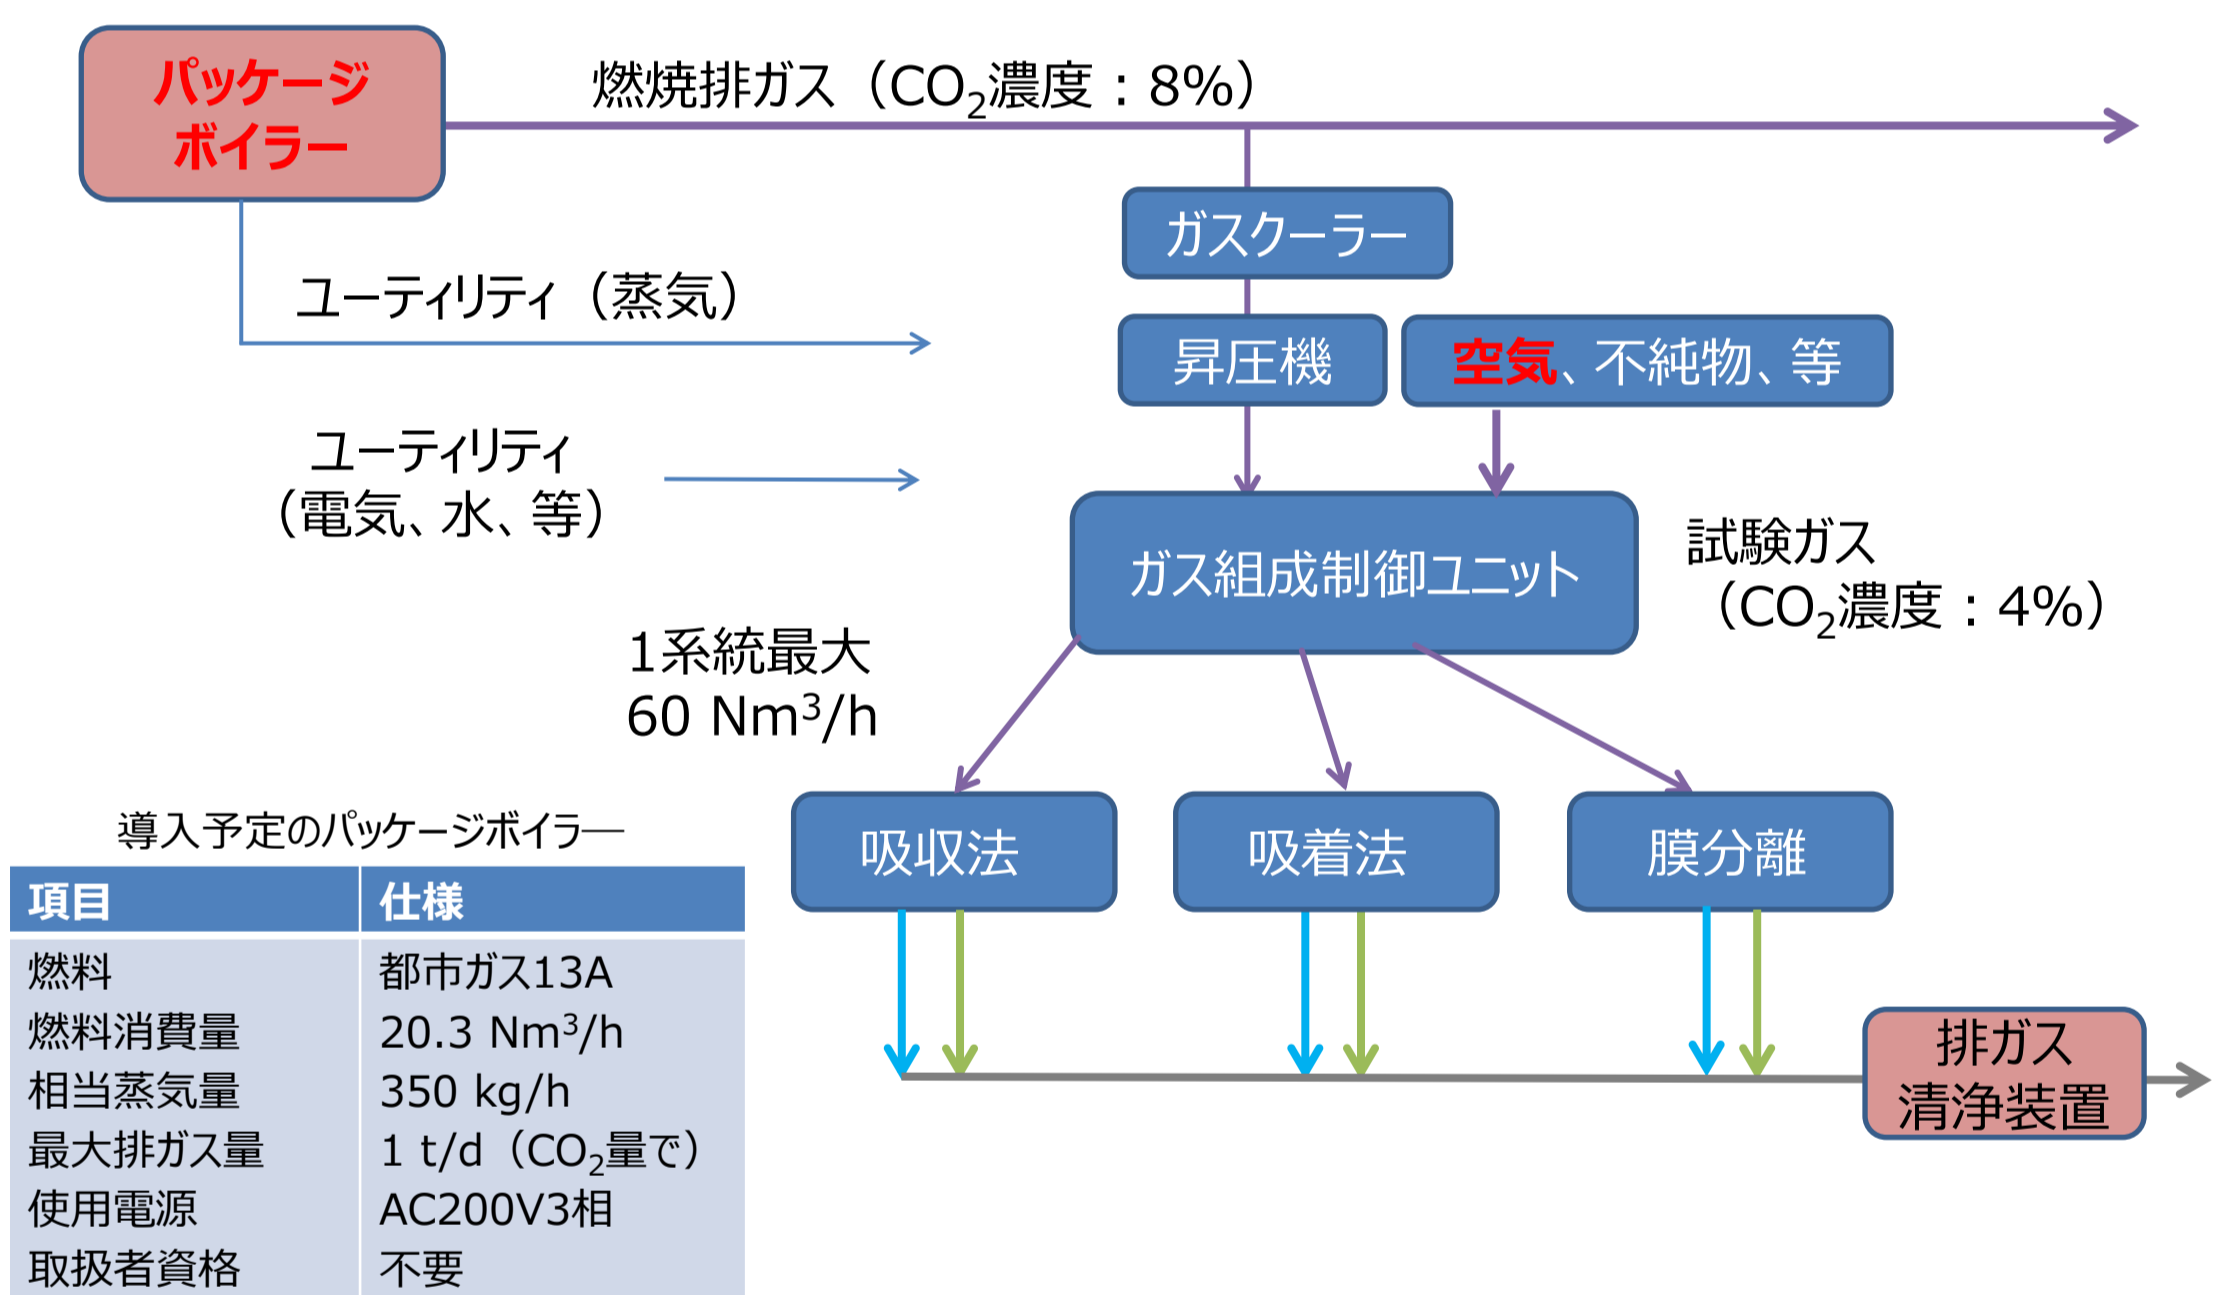 パッケージ
ボイラー
燃焼排ガス（CO₂濃度：8%）
ガスクーラー
ユーティリティ（蒸気）
昇圧機
空気、不純物、等
ユーティリティ
（電気、水、等）
ガス組成制御ユニット
試験ガス
（CO₂濃度：4%）
1系統最大
60 Nm³/h
吸収法
吸着法
膜分離
排ガス
清浄装置
導入予定のパッケージボイラ―
項目 仕様
燃料 都市ガス13A
燃料消費量 20.3 Nm³/h
相当蒸気量 350 kg/h
最大排ガス量 1 t/d（CO₂量で）
使用電源 AC200V3相
取扱者資格 不要